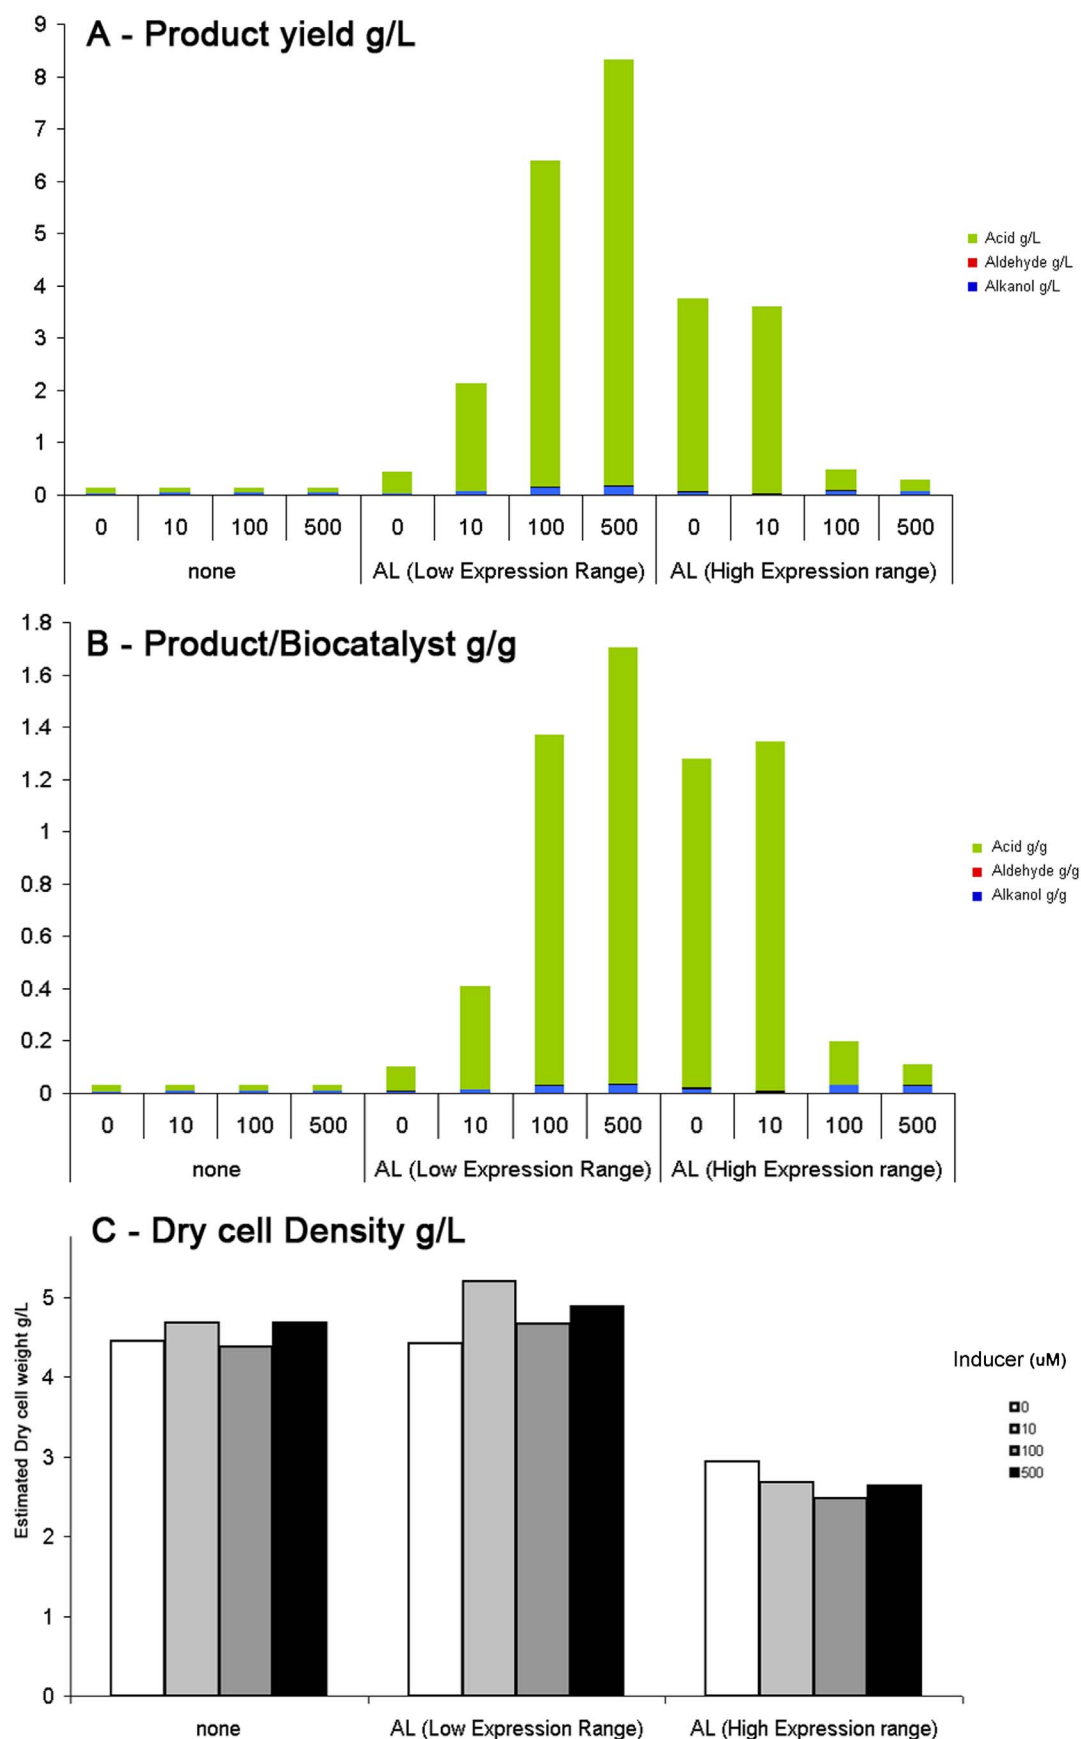 A - Product yield g/L
9
8
7
6
5
4
3
2
1
0
Acid g/L
Aldehyde g/L
Alkanol g/L
0 10 100 500 0 10 100 500 0 10 100 500
none AL (Low Expression Range) AL (High Expression range)
B - Product/Biocatalyst g/g
1.8
1.6
1.4
1.2
1
0.8
0.6
0.4
0.2
0
Acid g/g
Aldehyde g/g
Alkanol g/g
0 10 100 500 0 10 100 500 0 10 100 500
none AL (Low Expression Range) AL (High Expression range)
C - Dry cell Density g/L
Estimated Dry cell weight g/L
5
4
3
2
1
0
Inducer (uM)
0
10
100
500
none AL (Low Expression Range) AL (High Expression range)